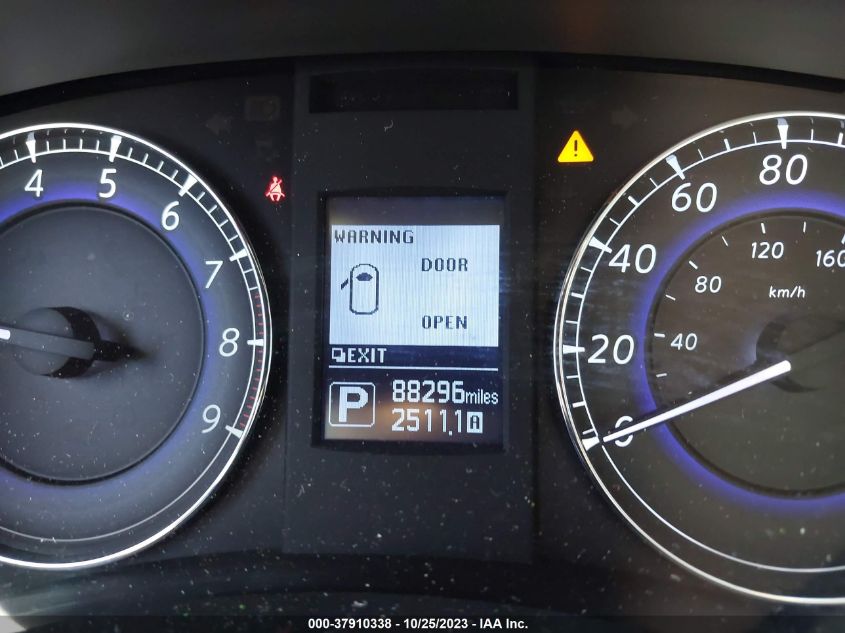 4 5 6 7 8 9
WARNING
DOOR
OPEN
EXIT
P 88296miles
2511.1 A
0 20 40 60 80
40 80 120 160
km/h
000-37910338 - 10/25/2023 - IAA Inc.